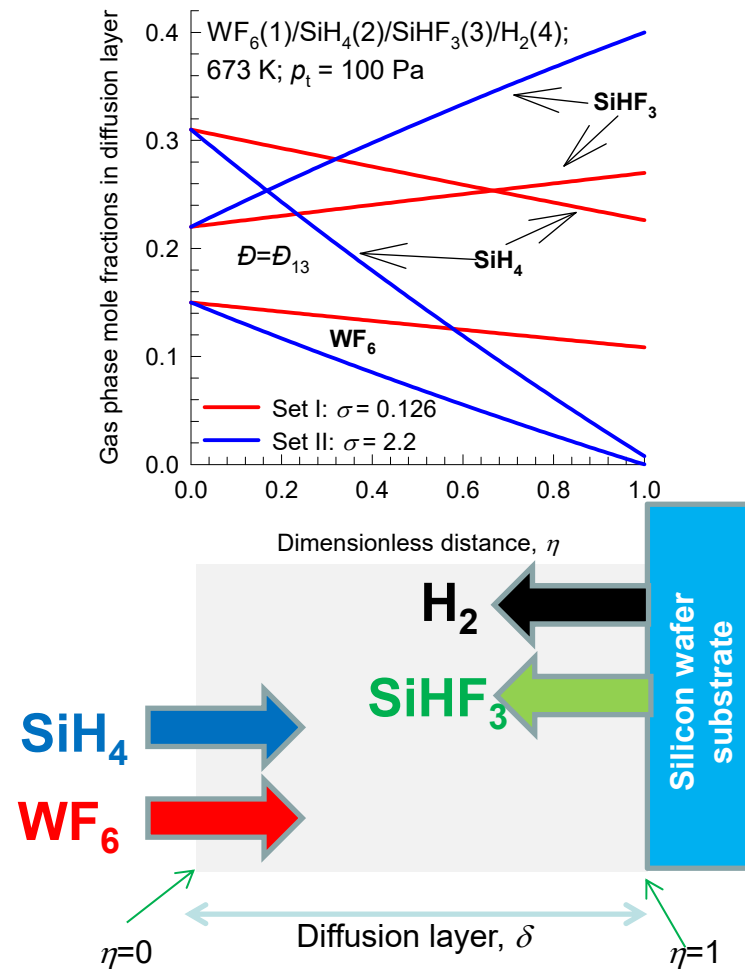 WF₆(1)/SiH₄(2)/SiHF₃(3)/H₂(4);
673 K; pₜ = 100 Pa
Gas phase mole fractions in diffusion layer
0.4
0.3
0.2
0.1
0.0
SiHF₃
Đ=Đ₁₃
SiH₄
WF₆
Set I: σ = 0.126
Set II: σ = 2.2
0.0 0.2 0.4 0.6 0.8 1.0
Dimensionless distance, η
H₂
SiHF₃
SiH₄
WF₆
Silicon wafer
substrate
Diffusion layer, δ
η=0
η=1